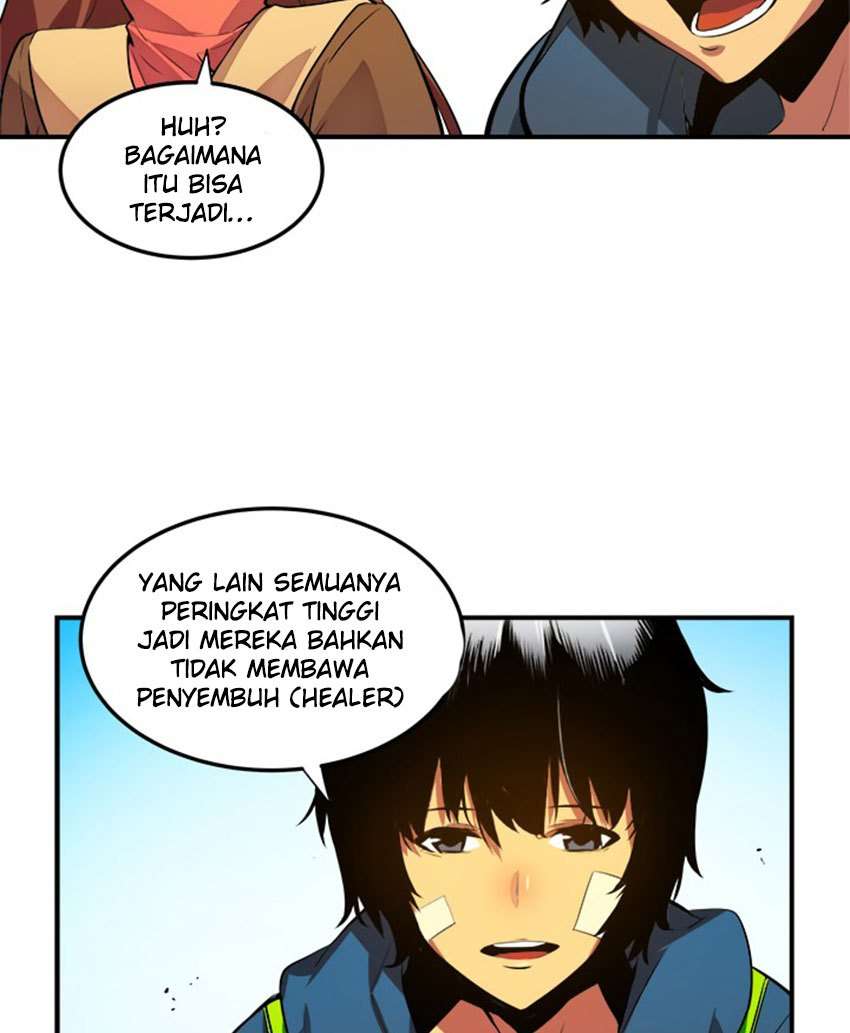 HUH?
BAGAIMANA
ITU BISA
TERJADI...
YANG LAIN SEMUANYA
PERINGKAT TINGGI
JADI MEREKA BAHKAN
TIDAK MEMBAWA
PENYEMBUH (HEALER)